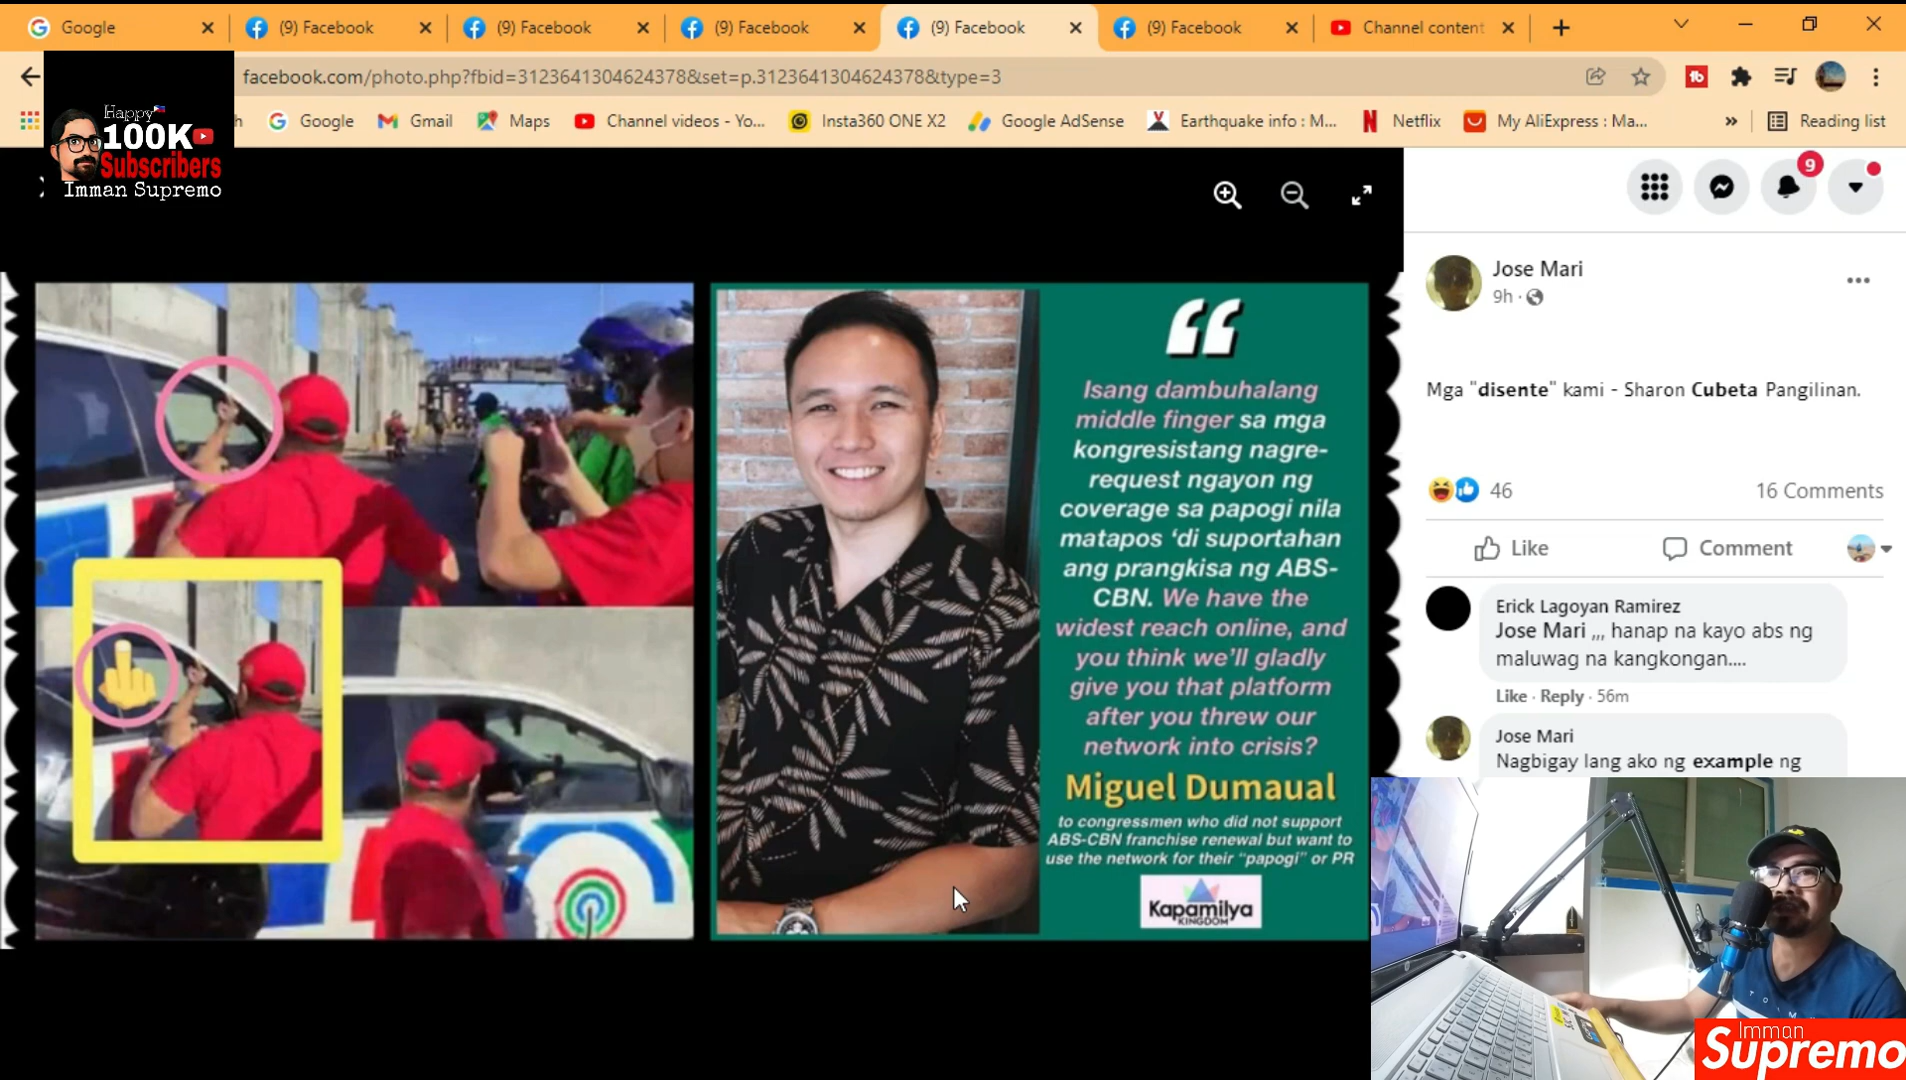 Google
(9) Facebook
(9) Facebook
(9) Facebook
(9) Facebook
(9) Facebook
Channel content
facebook.com/photo.php?fbid=3123641304624378&set=p.3123641304624378&type=3
h
Google
Gmail
Maps
Channel videos - Yo...
Insta360 ONE X2
Google AdSense
Earthquake info : M...
Netflix
My AliExpress : Ma...
»
Reading list
Happy
100K
Subscribers
Imman Supremo
9
Jose Mari
9h ·
Mga "disente" kami - Sharon Cubeta Pangilinan.
46
16 Comments
Like
Comment
Erick Lagoyan Ramirez
Jose Mari ,,, hanap na kayo abs ng
maluwag na kangkongan....
Like · Reply · 56m
Jose Mari
Nagbigay lang ako ng example ng
“
Isang dambuhalang
middle finger sa mga
kongresistang nagre-
request ngayon ng
coverage sa papogi nila
matapos ‘di suportahan
ang prangkisa ng ABS-
CBN. We have the
widest reach online, and
you think we’ll gladly
give you that platform
after you threw our
network into crisis?
Miguel Dumaual
to congressmen who did not support
ABS-CBN franchise renewal but want to
use the network for their “papogi” or PR
Kapamilya
KINGDOM
Imman
Supremo